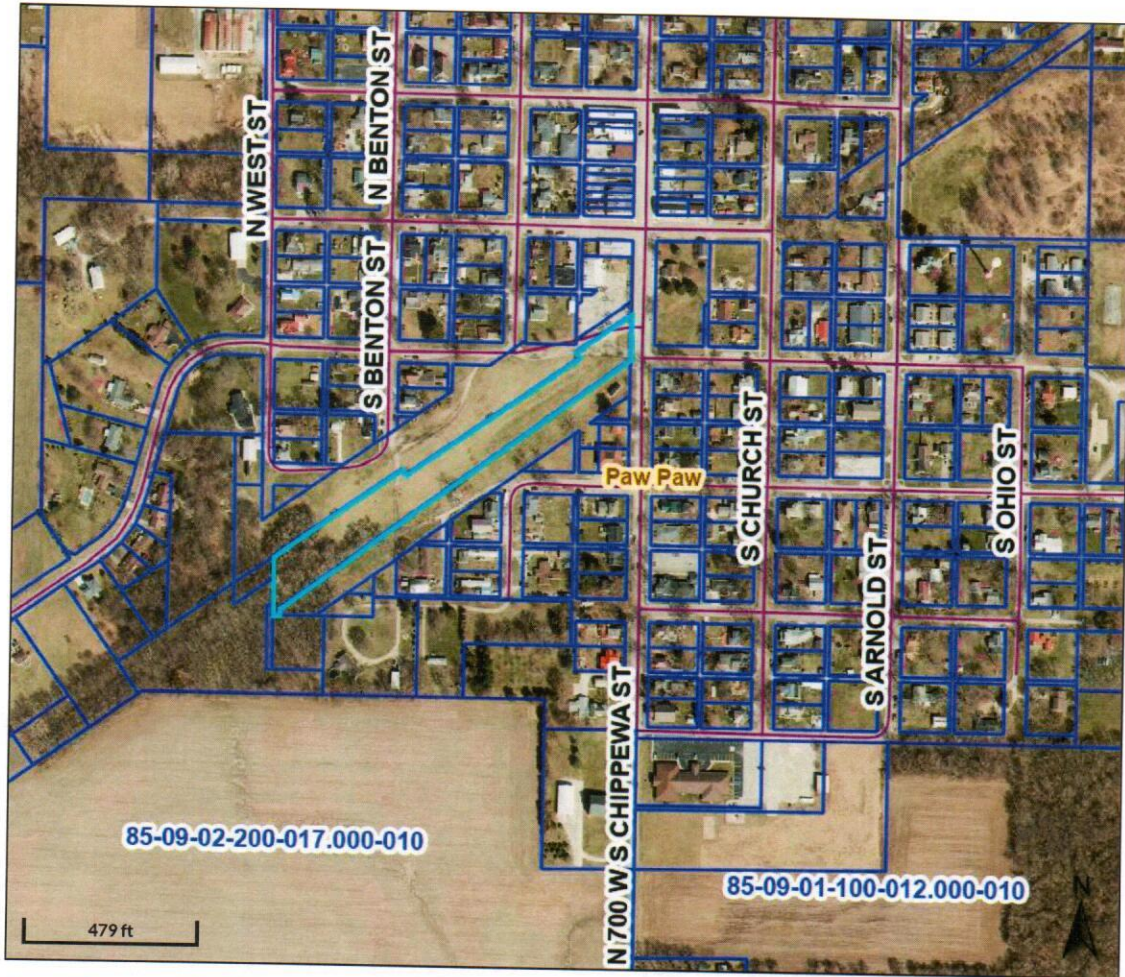 N WEST ST
N BENTON ST
S BENTON ST
Paw Paw
S CHURCH ST
S ARNOLD ST
S OHIO ST
N 700 W S CHIPPEWA ST
85-09-02-200-017.000-010
85-09-01-100-012.000-010
479 ft
N